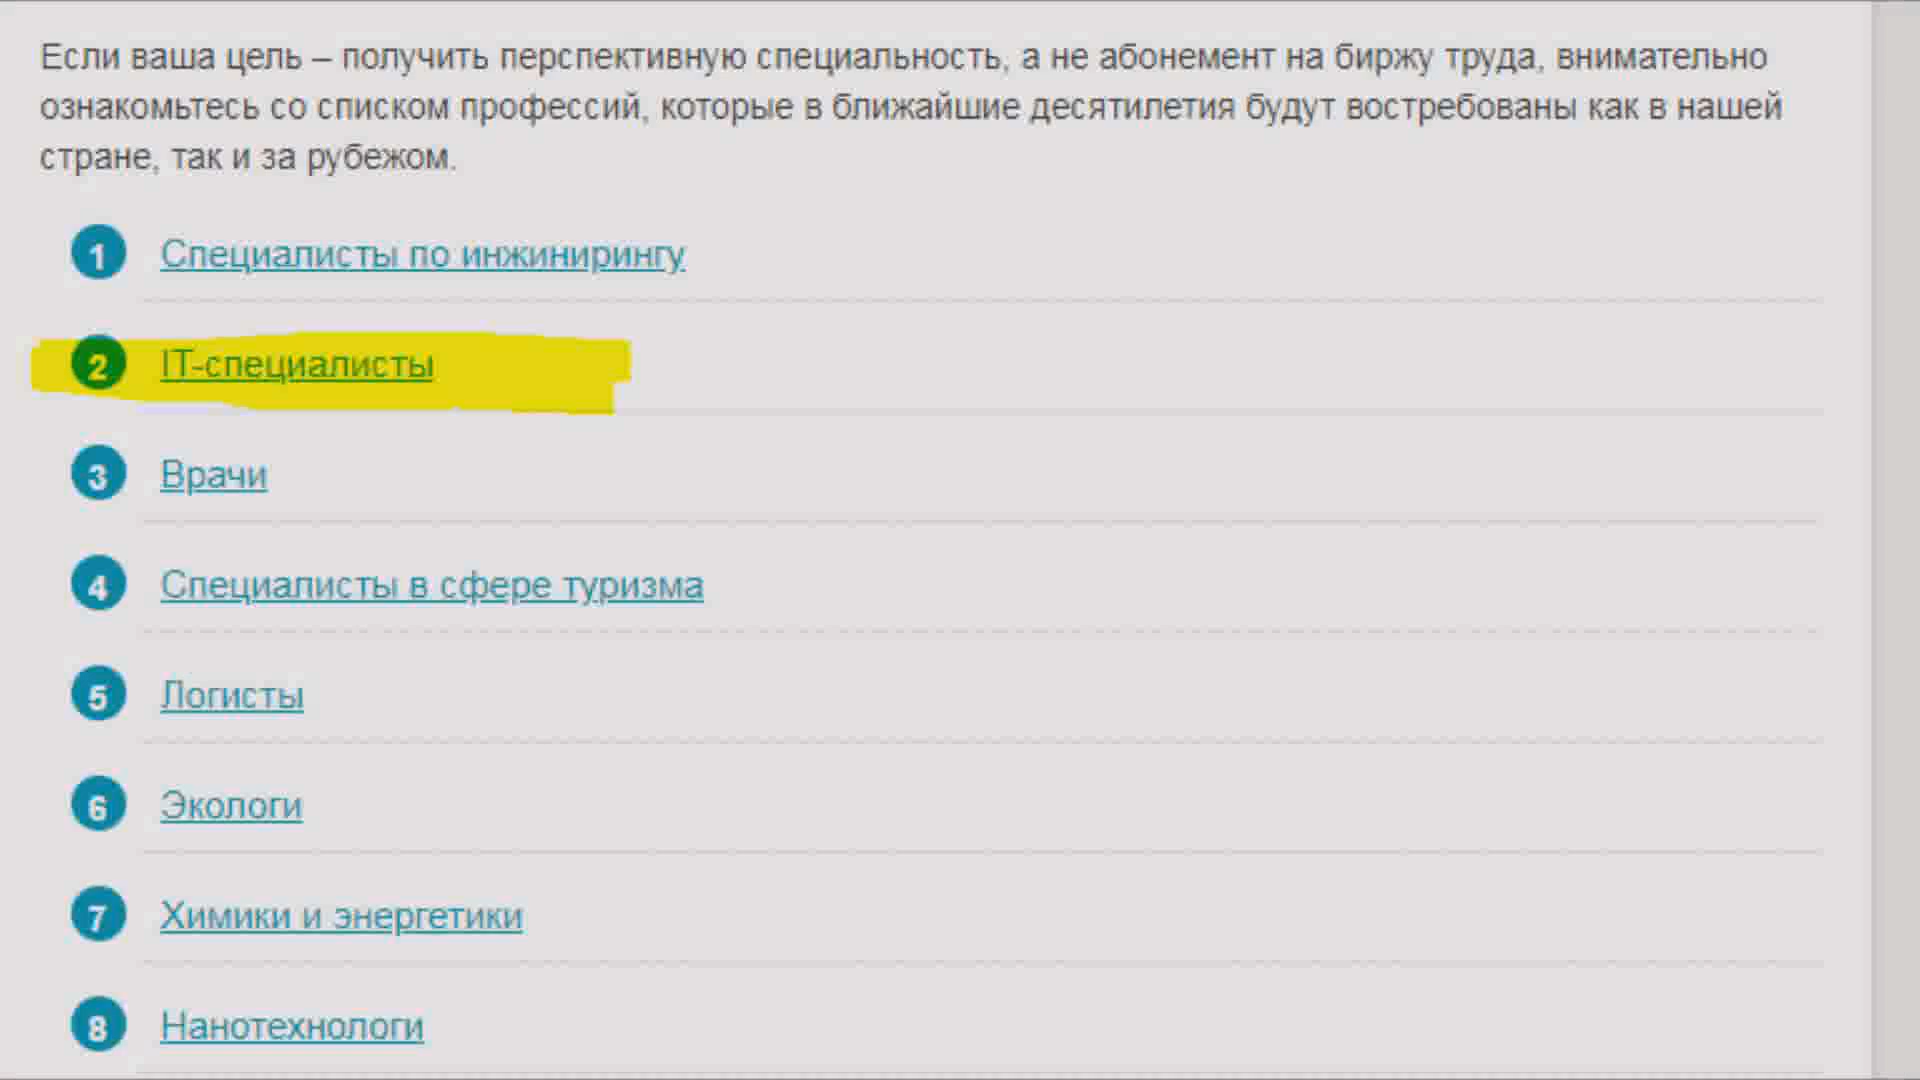 Если ваша цель – получить перспективную специальность, а не абонемент на биржу труда, внимательно
ознакомьтесь со списком профессий, которые в ближайшие десятилетия будут востребованы как в нашей
стране, так и за рубежом.
1 Специалисты по инжинирингу
2 IT-специалисты
3 Врачи
4 Специалисты в сфере туризма
5 Логисты
6 Экологи
7 Химики и энергетики
8 Нанотехнологи